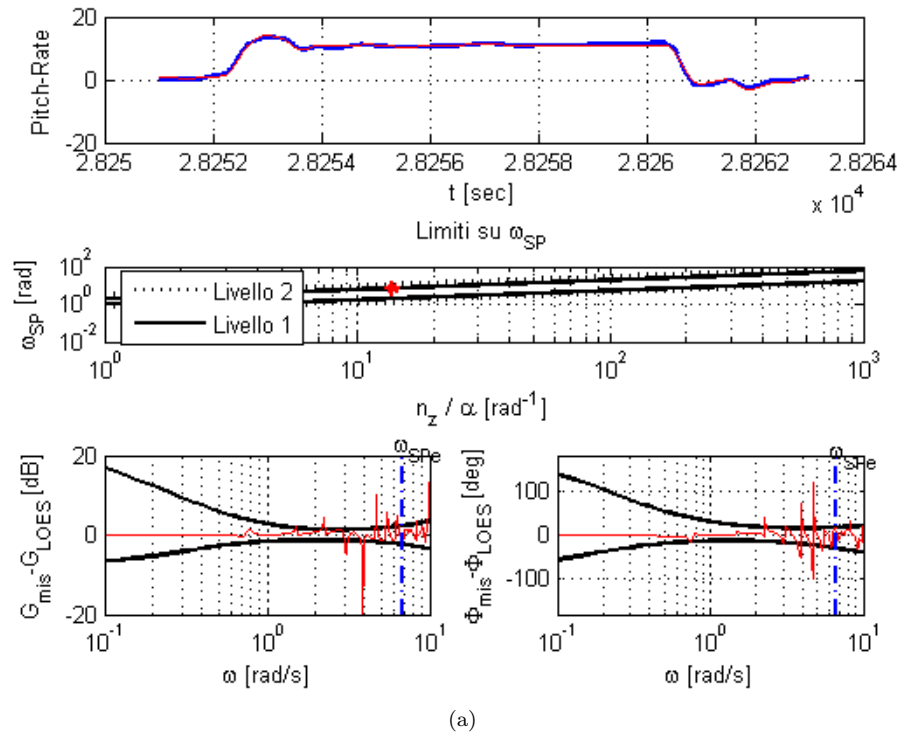 20
0
-20
Pitch-Rate
2.825 2.8252 2.8254 2.8256 2.8258 2.826 2.8262 2.8264
t [sec]
x 10^4
Limiti su ω_SP
10^2
10^0
10^-2
ω_SP [rad]
Livello 2
Livello 1
10^0 10^1 10^2 10^3
n_z / α [rad^-1]
ω_SPe
20
0
-20
G_mis-G_LOES [dB]
10^-1 10^0 10^1
ω [rad/s]
ω_SPe
100
0
-100
Φ_mis-Φ_LOES [deg]
10^-1 10^0 10^1
ω [rad/s]
(a)